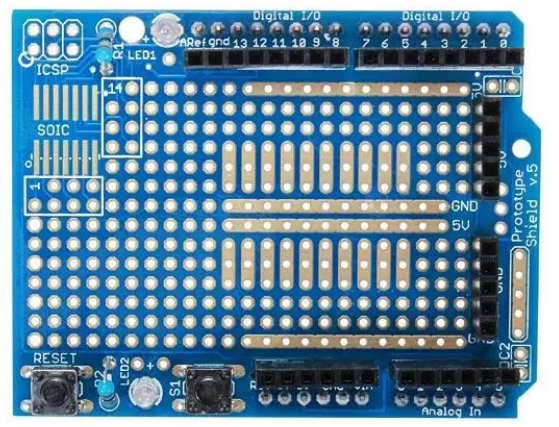 Digital I/O
Digital I/O
R1
LED1
ARef
gnd
13 12 11 10 9 8
7 6 5 4 3 2 1 0
ICSP
14
SOIC
5V
1
GND
5V
Prototype
Shield v.5
GND
RESET
R2
LED2
S1
Analog In